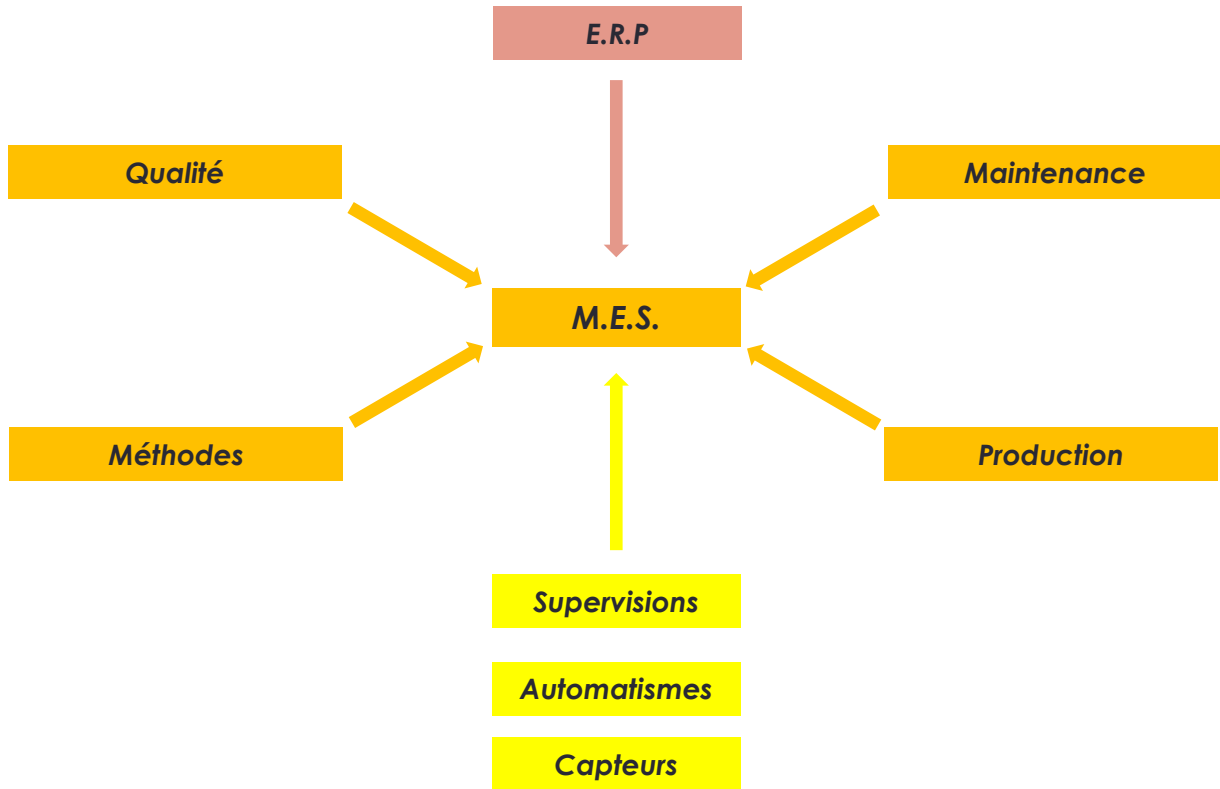 E.R.P
Qualité
Maintenance
M.E.S.
Méthodes
Production
Supervisions
Automatismes
Capteurs